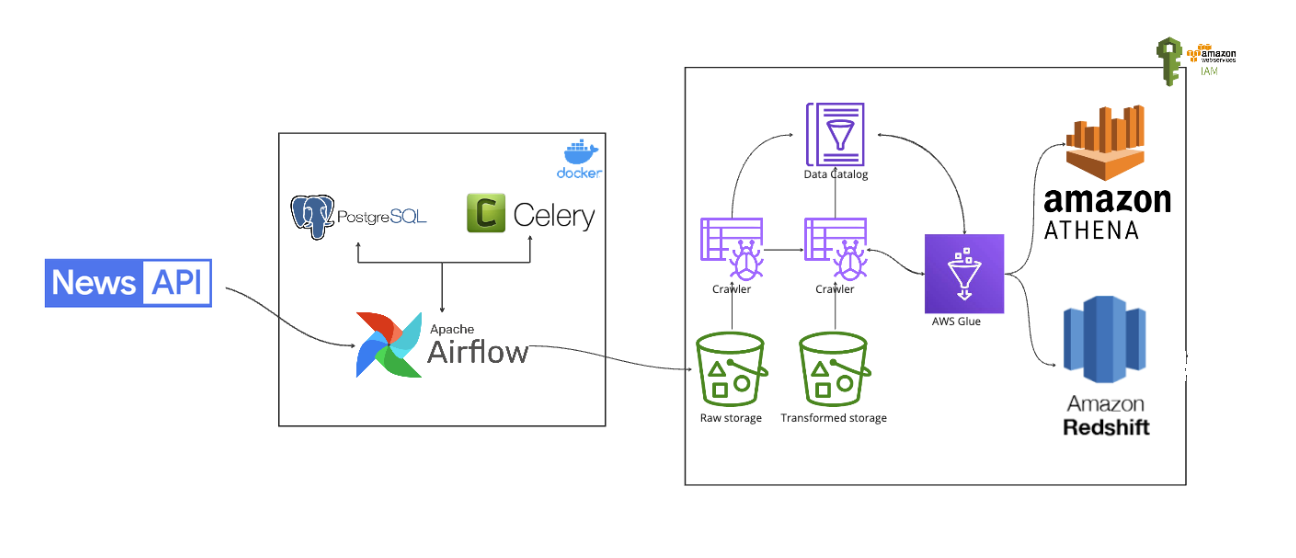 amazon
webservices
IAM
docker
PostgreSQL
C Celery
News API
Apache
Airflow
Data Catalog
Crawler
Crawler
AWS Glue
Raw storage
Transformed storage
amazon
ATHENA
Amazon
Redshift